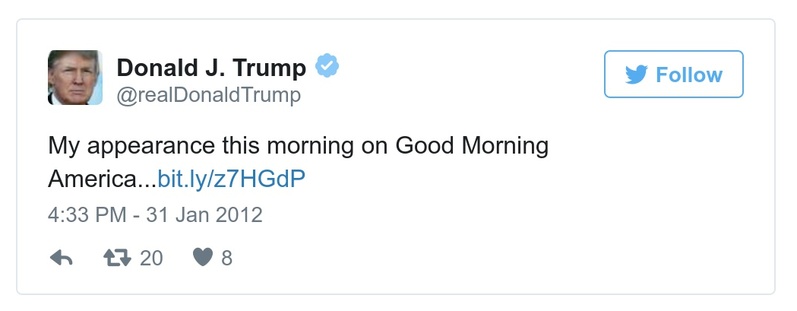 Donald J. Trump
@realDonaldTrump
Follow
My appearance this morning on Good Morning
America...bit.ly/z7HGdP
4:33 PM - 31 Jan 2012
20 8